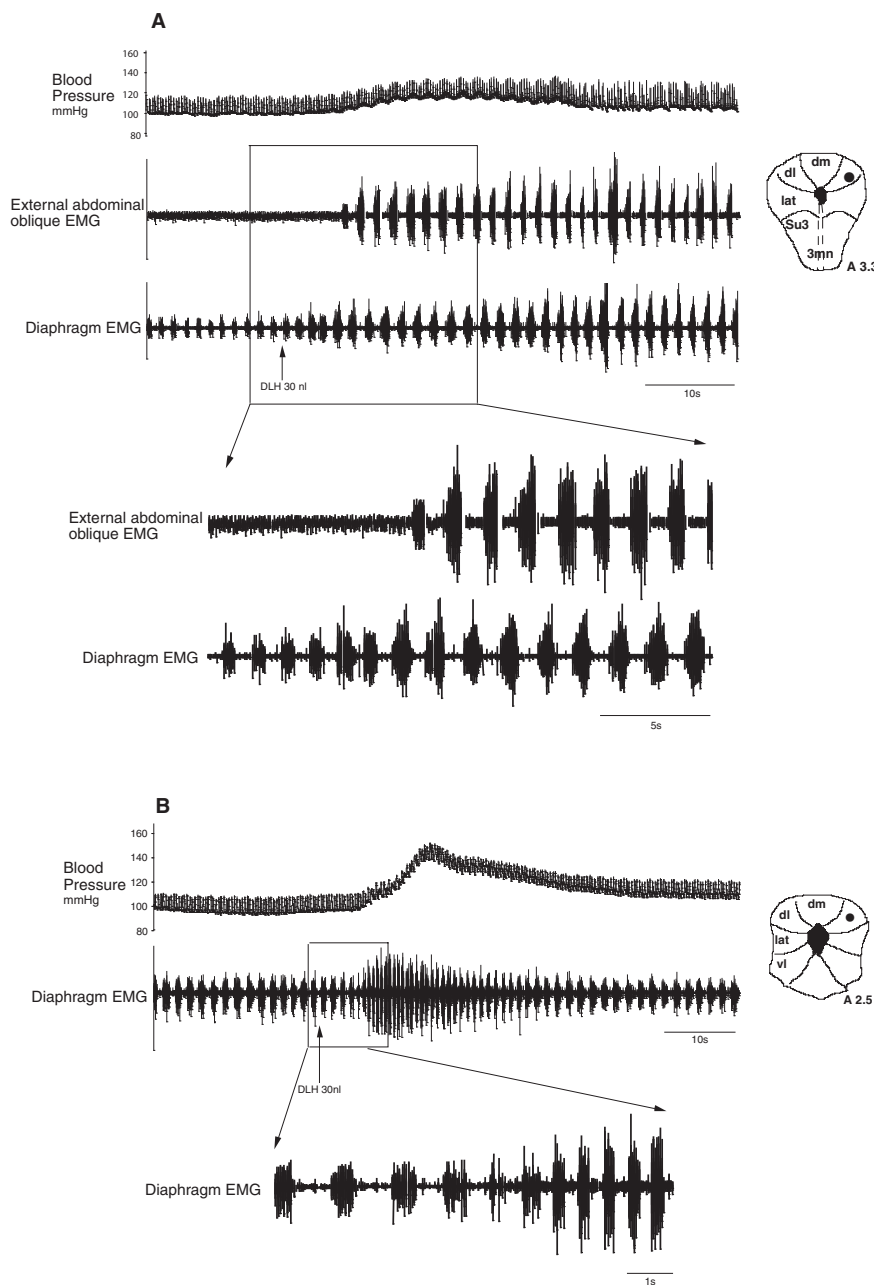 A
160
140
120
100
80
Blood
Pressure
mmHg
External abdominal
oblique EMG
Diaphragm EMG
DLH 30 nl
10s
dm
dl
lat
Su3
3mn
A 3.3
External abdominal
oblique EMG
Diaphragm EMG
5s
B
160
140
120
100
80
Blood
Pressure
mmHg
Diaphragm EMG
DLH 30nl
10s
dm
dl
lat
vl
A 2.5
Diaphragm EMG
1s